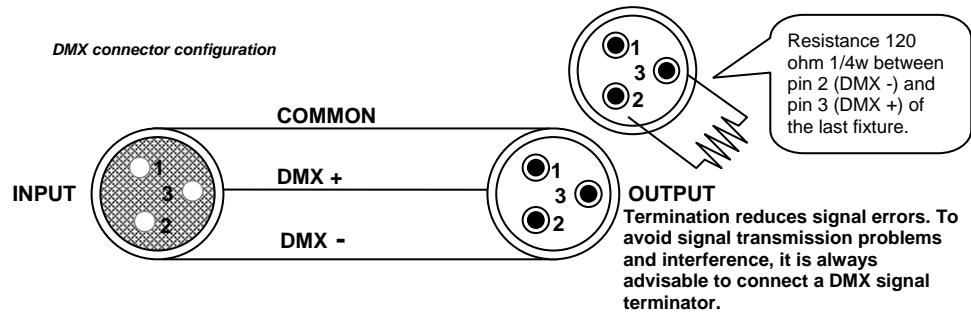 DMX connector configuration
1
3
2
Resistance 120
ohm 1/4w between
pin 2 (DMX -) and
pin 3 (DMX +) of
the last fixture.
COMMON
INPUT
1
3
2
DMX +
DMX -
1
3
2
OUTPUT
Termination reduces signal errors. To
avoid signal transmission problems
and interference, it is always
advisable to connect a DMX signal
terminator.